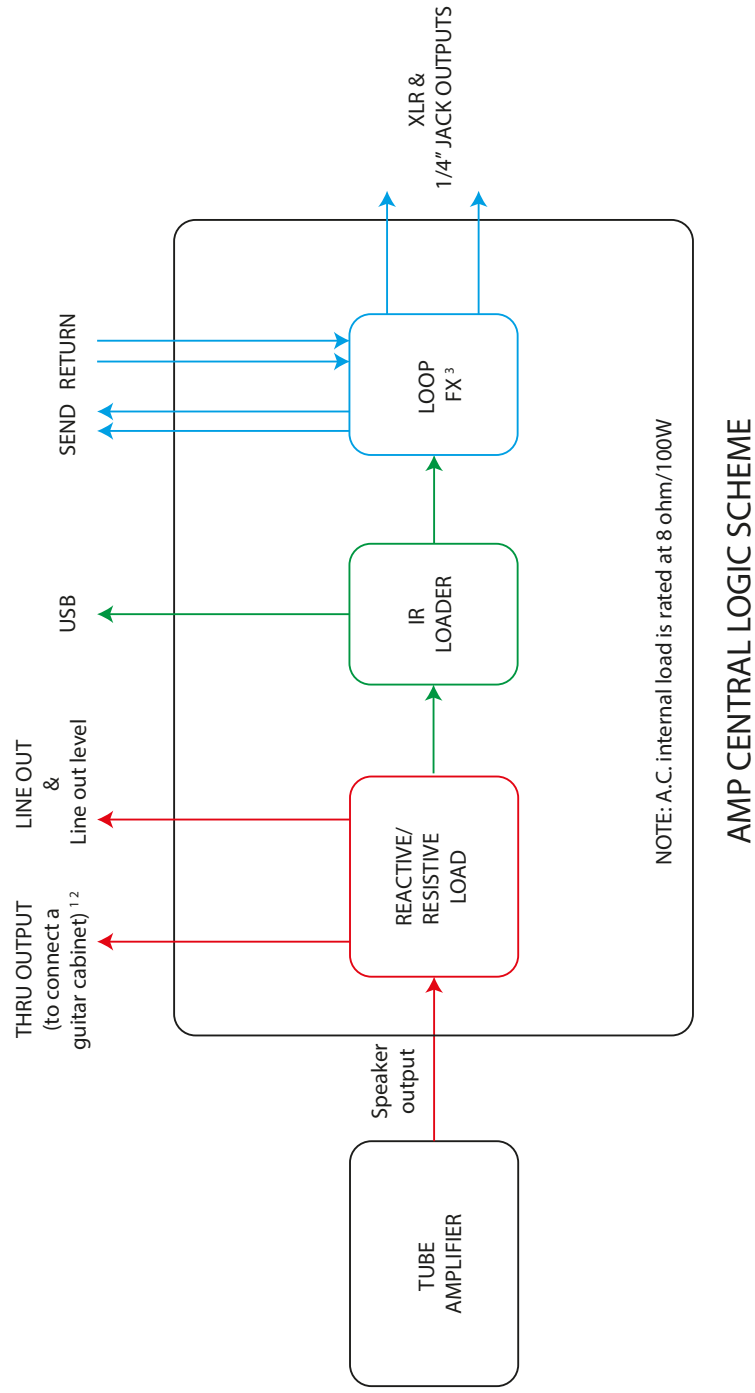 THRU OUTPUT
(to connect a
guitar cabinet) 1 2
LINE OUT
&
Line out level
USB
SEND
RETURN
TUBE
AMPLIFIER
Speaker
output
REACTIVE/
RESISTIVE
LOAD
IR
LOADER
LOOP
FX 3
XLR &
1/4" JACK OUTPUTS
NOTE: A.C. internal load is rated at 8 ohm/100W
AMP CENTRAL LOGIC SCHEME